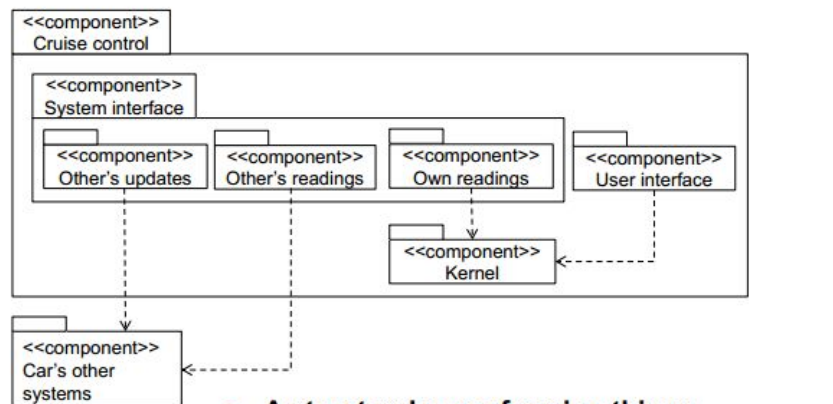 <<component>>
Cruise control
<<component>>
System interface
<<component>>
Other's updates
<<component>>
Other's readings
<<component>>
Own readings
<<component>>
User interface
<<component>>
Kernel
<<component>>
Car's other
systems